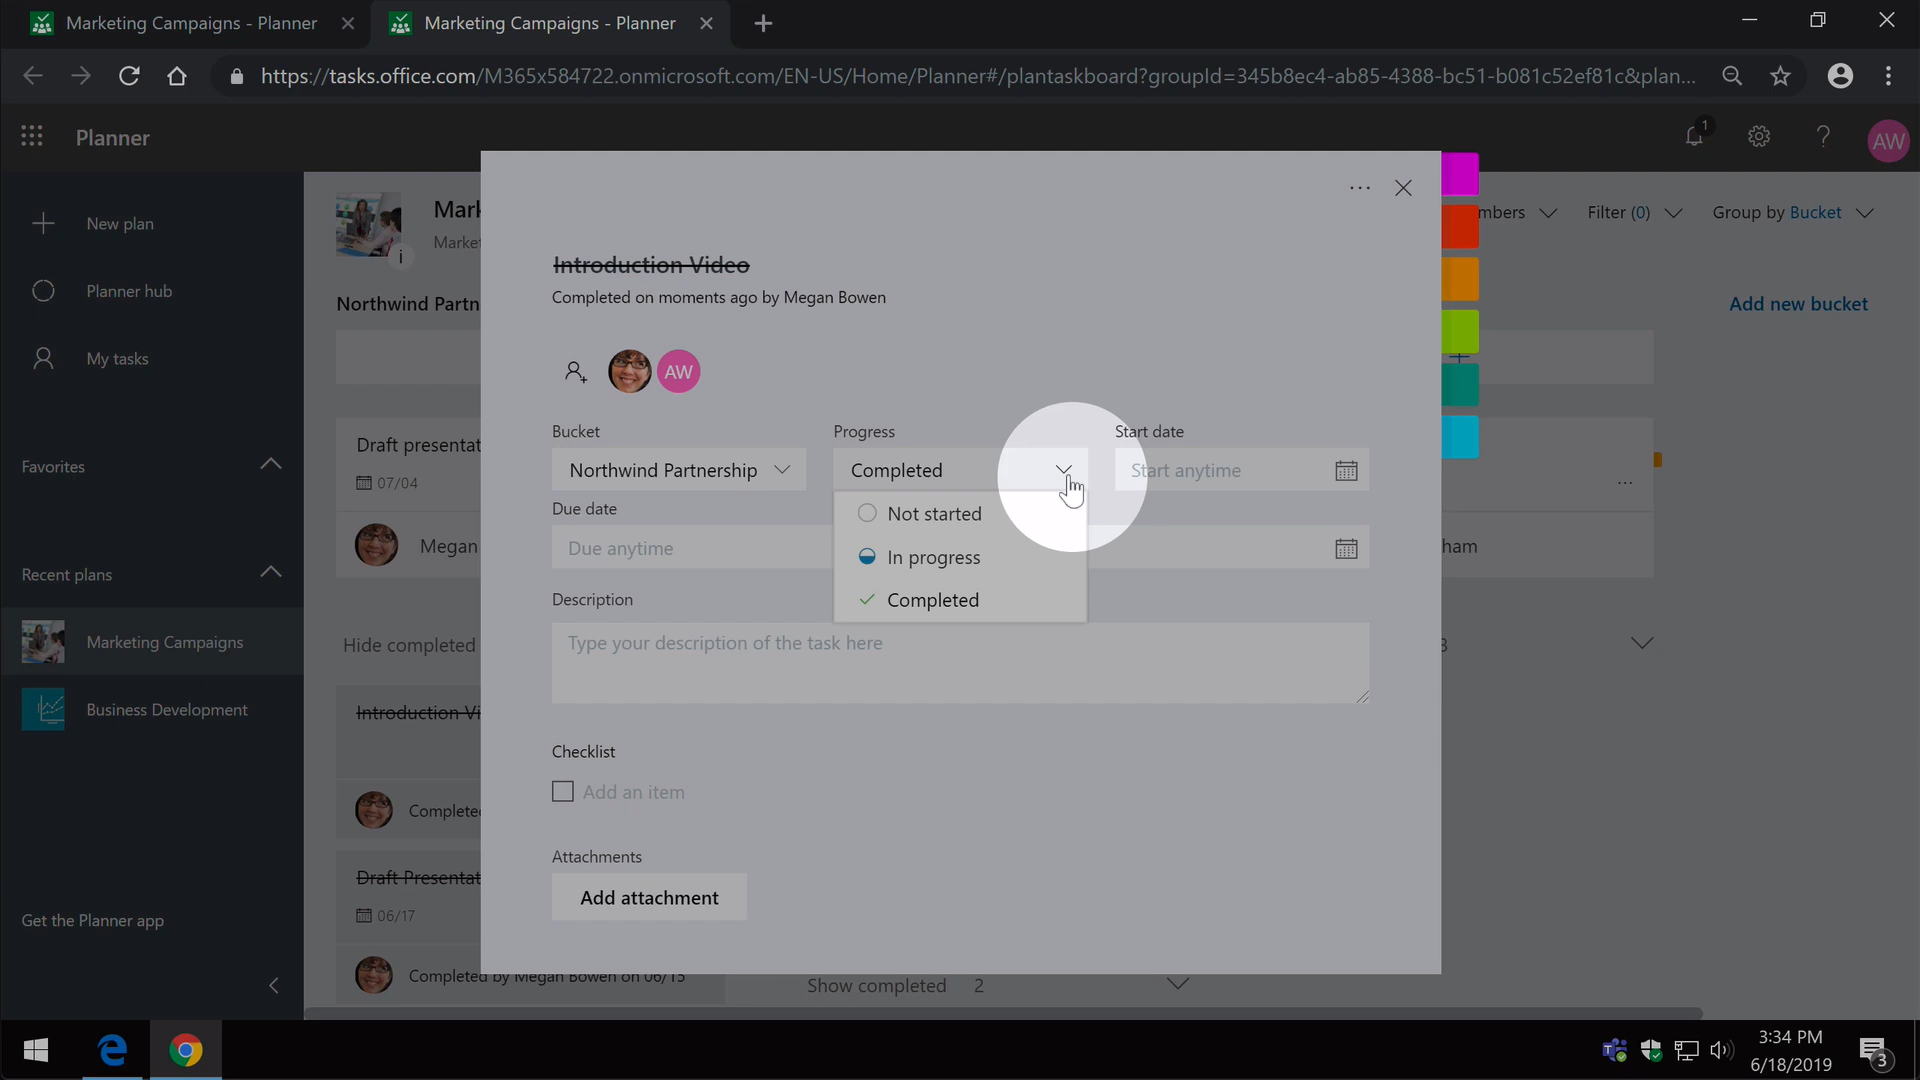 Marketing Campaigns - Planner
Marketing Campaigns - Planner
https://tasks.office.com/M365x584722.onmicrosoft.com/EN-US/Home/Planner#/plantaskboard?groupId=345b8ec4-ab85-4388-bc51-b081c52ef81c&plan...
Planner
1
AW
New plan
Planner hub
My tasks
Favorites
Recent plans
Marketing Campaigns
Business Development
Get the Planner app
Mark
Market
i
mbers
Filter (0)
Group by Bucket
Northwind Partn
Add new bucket
Draft presentat
07/04
Megan
Hide completed
Introduction Vi
Complete
Draft Presentat
06/17
Completed by Megan Bowen on 06/15
Show completed 2
ham
3
Introduction Video
Completed on moments ago by Megan Bowen
AW
Bucket
Progress
Start date
Northwind Partnership
Completed
Start anytime
Due date
Due anytime
Not started
In progress
Completed
Description
Type your description of the task here
Checklist
Add an item
Attachments
Add attachment
3:34 PM
6/18/2019
3